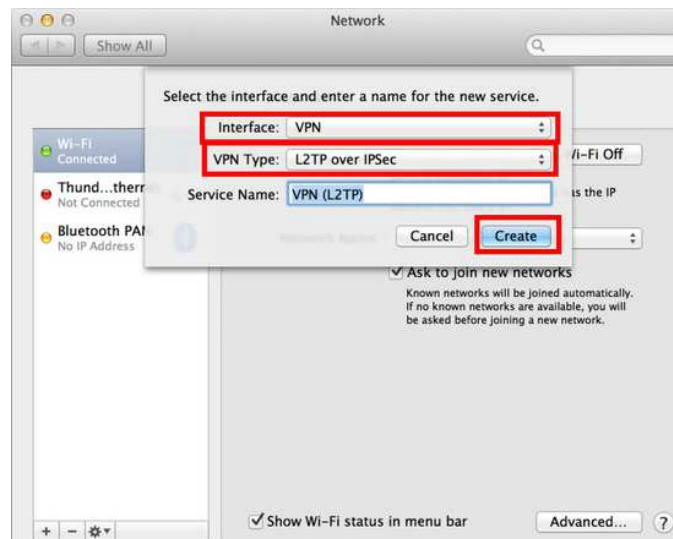 Network
Show All
Select the interface and enter a name for the new service.
Interface: VPN
VPN Type: L2TP over IPSec
Service Name: VPN (L2TP)
Cancel
Create
Wi-Fi
Connected
Thund...ther
Not Connected
Bluetooth PAN
No IP Address
Wi-Fi Off
as the IP
Ask to join new networks
Known networks will be joined automatically.
If no known networks are available, you will
be asked before joining a new network.
+ −
Show Wi-Fi status in menu bar
Advanced...
?